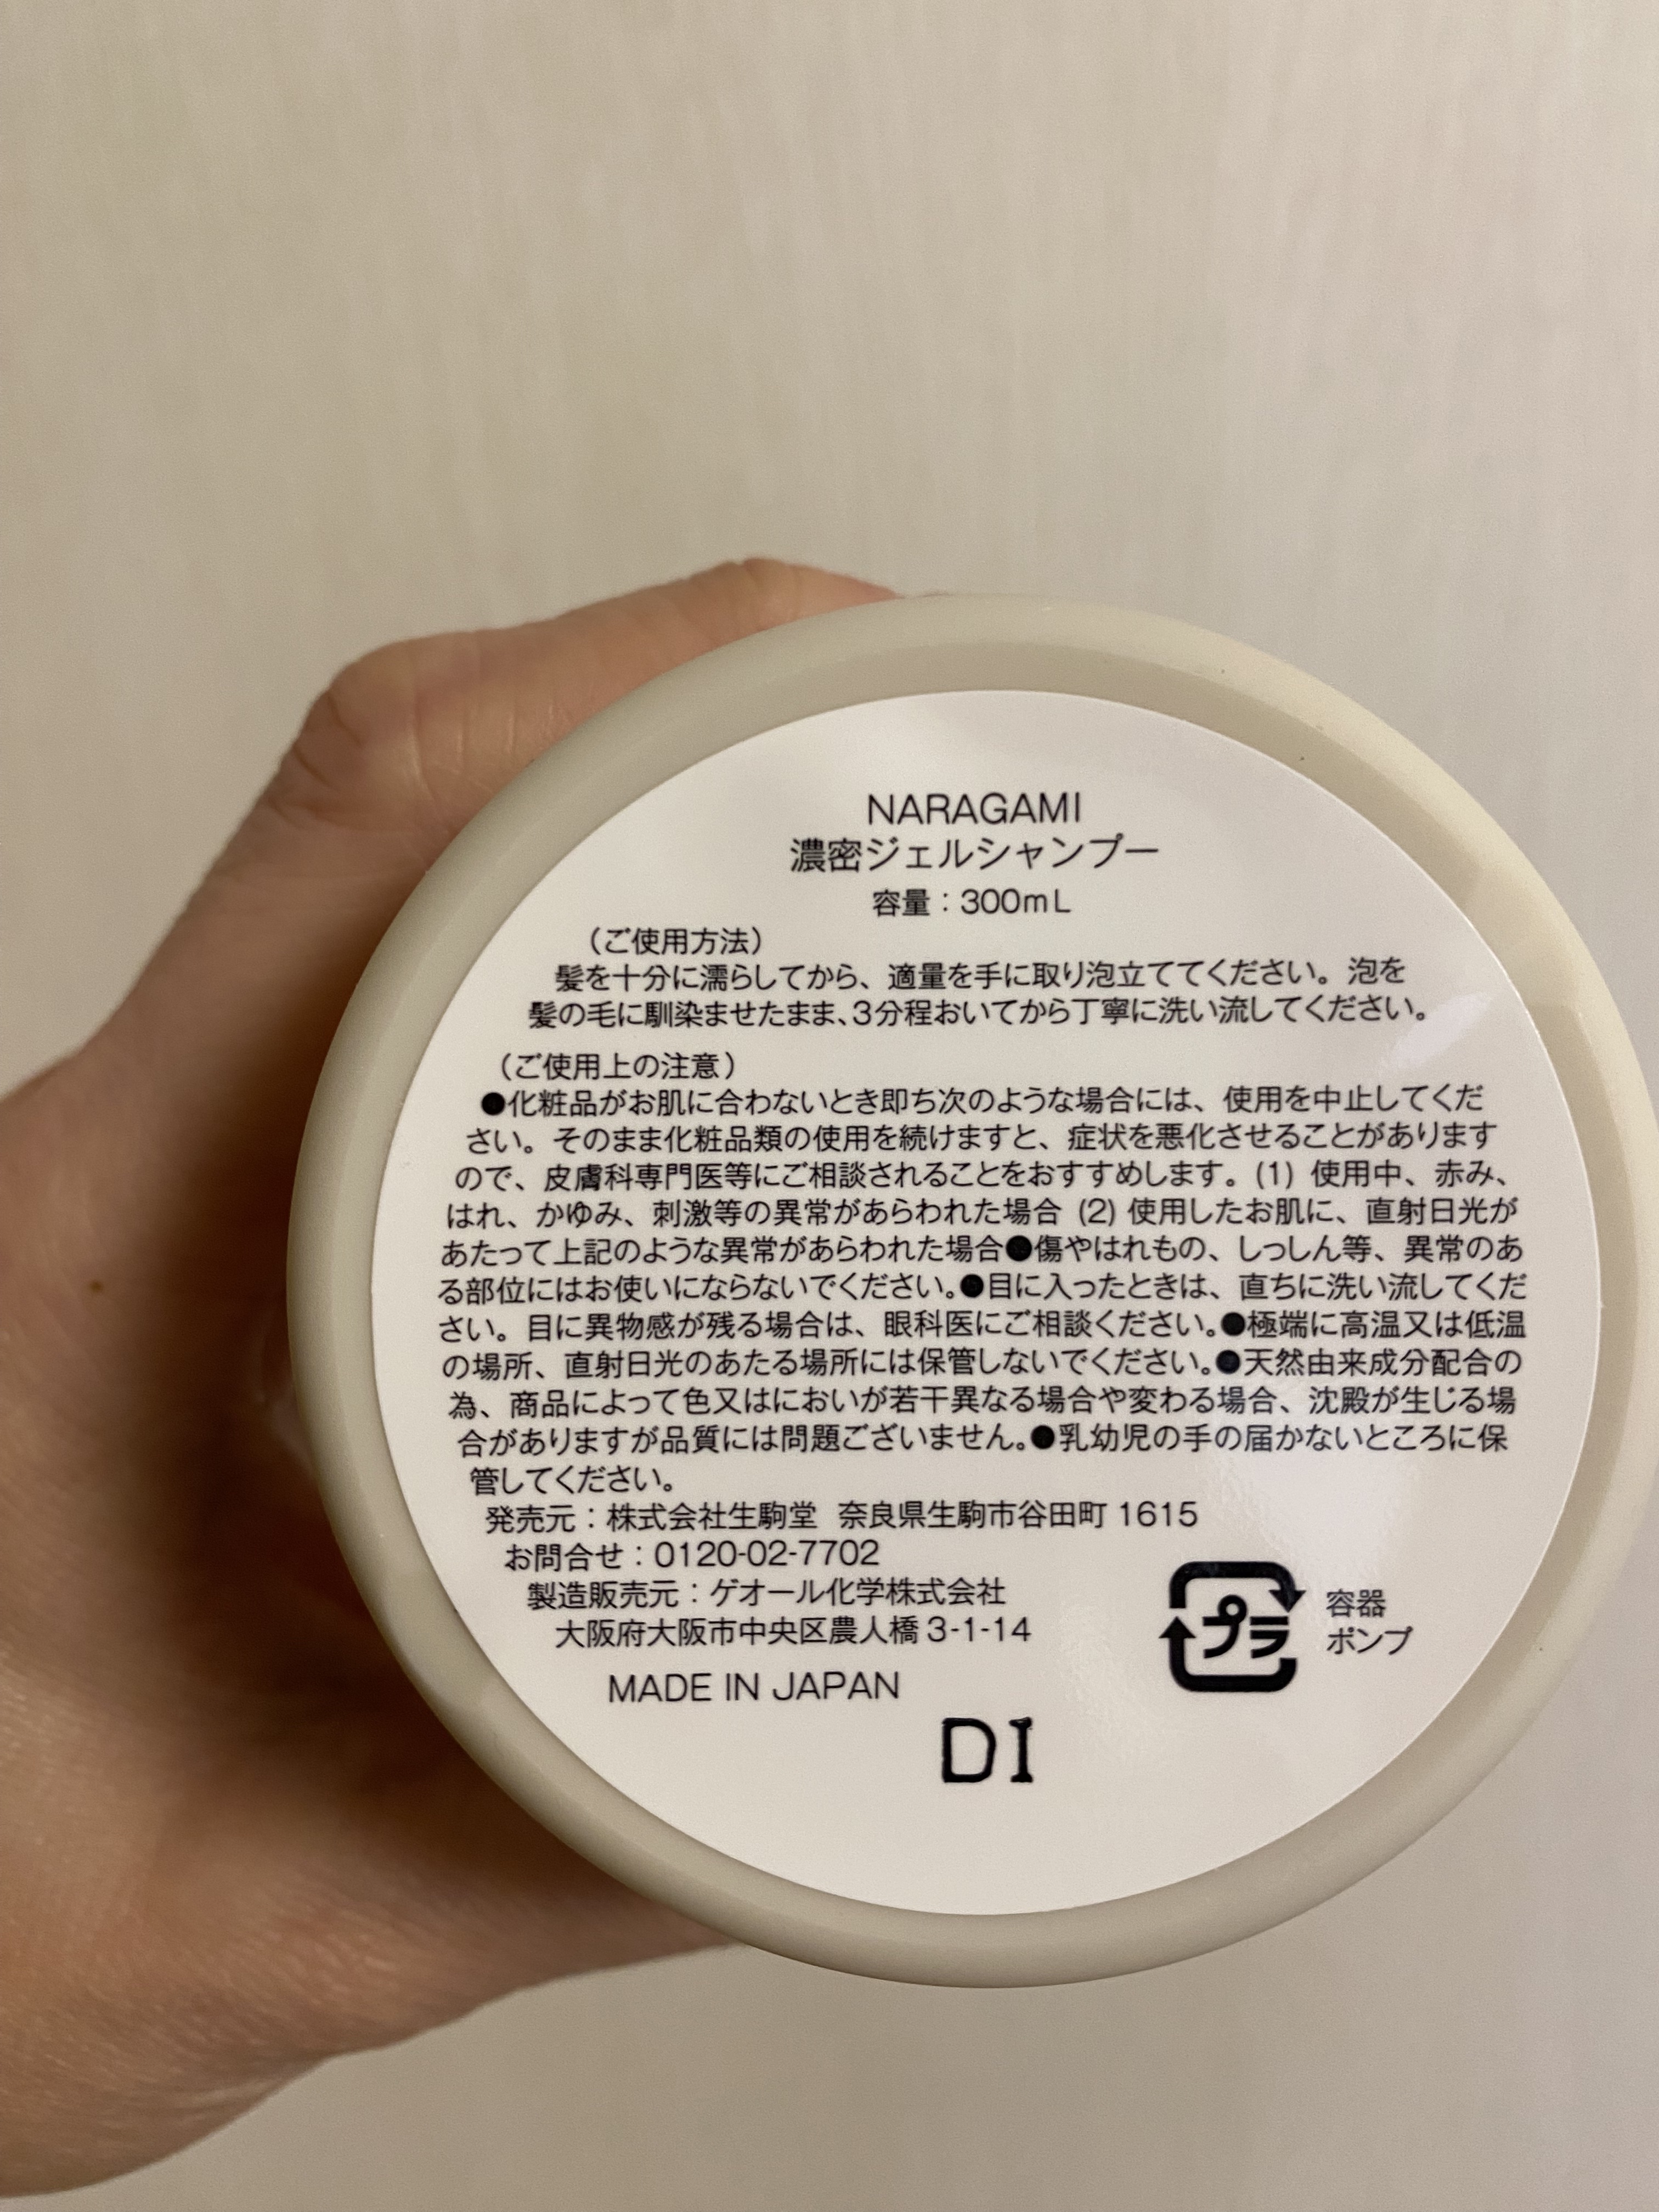 NARAGAMI
濃密ジェルシャンプー
容量：300mL
（ご使用方法）
髪を十分に濡らしてから、適量を手に取り泡立ててください。泡を
髪の毛に馴染ませたまま、3分程おいてから丁寧に洗い流してください。
（ご使用上の注意）
●化粧品がお肌に合わないとき即ち次のような場合には、使用を中止してくだ
さい。そのまま化粧品類の使用を続けますと、症状を悪化させることがあります
ので、皮膚科専門医等にご相談されることをおすすめします。(1) 使用中、赤み、
はれ、かゆみ、刺激等の異常があらわれた場合 (2) 使用したお肌に、直射日光が
あたって上記のような異常があらわれた場合●傷やはれもの、しっしん等、異常のあ
る部位にはお使いにならないでください。●目に入ったときは、直ちに洗い流してくだ
さい。目に異物感が残る場合は、眼科医にご相談ください。●極端に高温又は低温
の場所、直射日光のあたる場所には保管しないでください。●天然由来成分配合の
為、商品によって色又はにおいが若干異なる場合や変わる場合、沈殿が生じる場
合がありますが品質には問題ございません。●乳幼児の手の届かないところに保
管してください。
発売元：株式会社生駒堂 奈良県生駒市谷田町 1615
お問合せ：0120-02-7702
製造販売元：ゲオール化学株式会社
大阪府大阪市中央区農人橋 3-1-14
MADE IN JAPAN
プラ
容器
ポンプ
DI